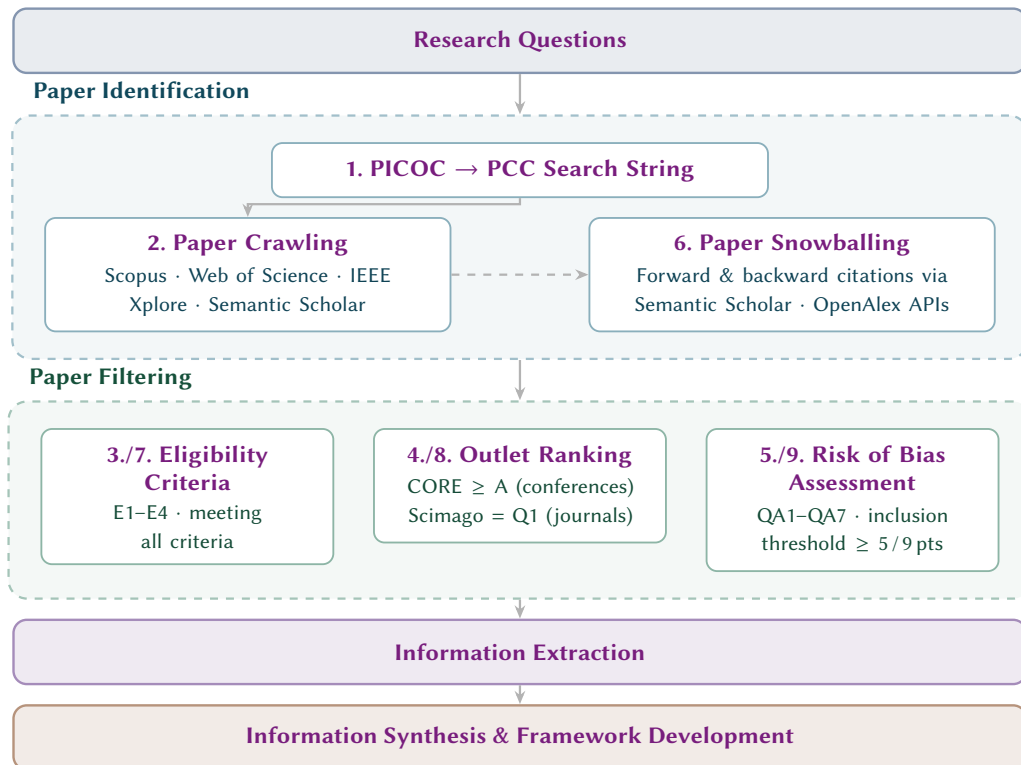 Research Questions
Paper Identification
1. PICOC → PCC Search String
2. Paper Crawling
Scopus · Web of Science · IEEE
Xplore · Semantic Scholar
6. Paper Snowballing
Forward & backward citations via
Semantic Scholar · OpenAlex APIs
Paper Filtering
3./7. Eligibility
Criteria
E1–E4 · meeting
all criteria
4./8. Outlet Ranking
CORE ≥ A (conferences)
Scimago = Q1 (journals)
5./9. Risk of Bias
Assessment
QA1–QA7 · inclusion
threshold ≥ 5/9 pts
Information Extraction
Information Synthesis & Framework Development